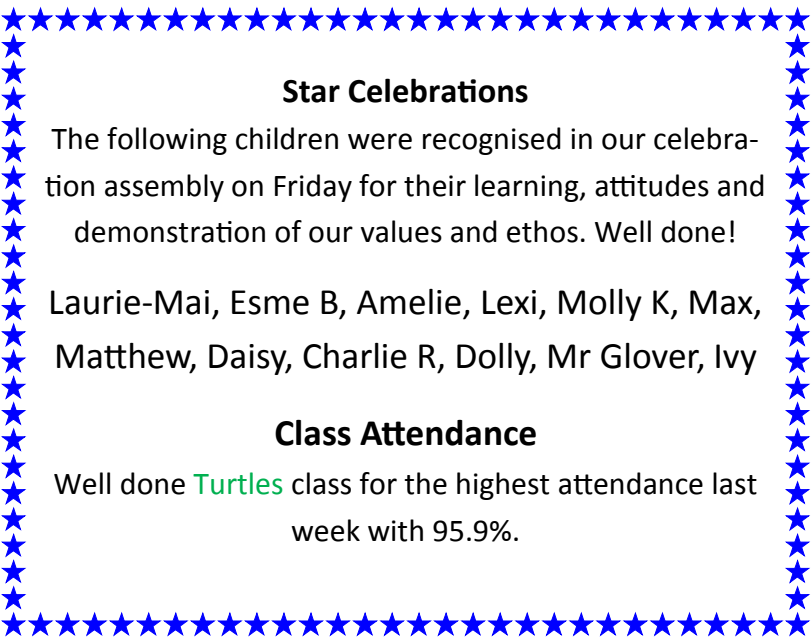 Star Celebrations
The following children were recognised in our celebra-
tion assembly on Friday for their learning, attitudes and
demonstration of our values and ethos. Well done!
Laurie-Mai, Esme B, Amelie, Lexi, Molly K, Max,
Matthew, Daisy, Charlie R, Dolly, Mr Glover, Ivy
Class Attendance
Well done Turtles class for the highest attendance last
week with 95.9%.